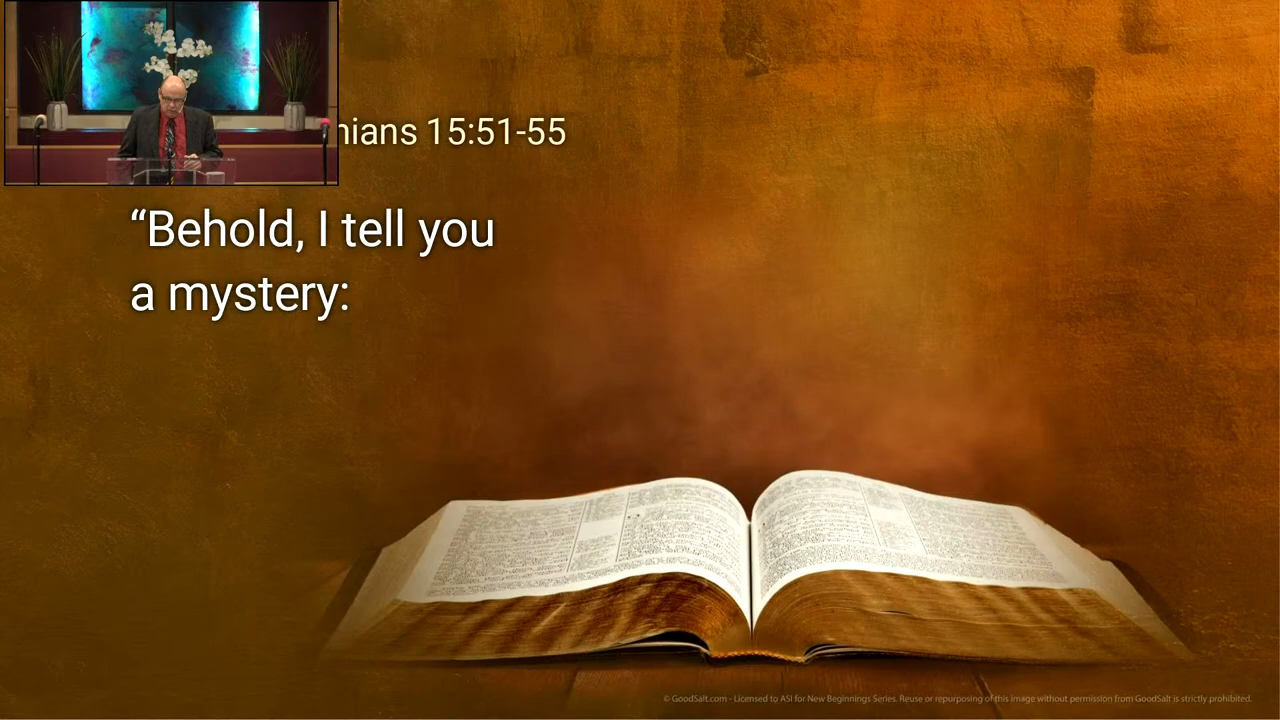 nians 15:51-55
“Behold, I tell you
a mystery:
© GoodSalt.com - Licensed to ASI for New Beginnings Series. Reuse or repurposing of this image without permission from GoodSalt is strictly prohibited.